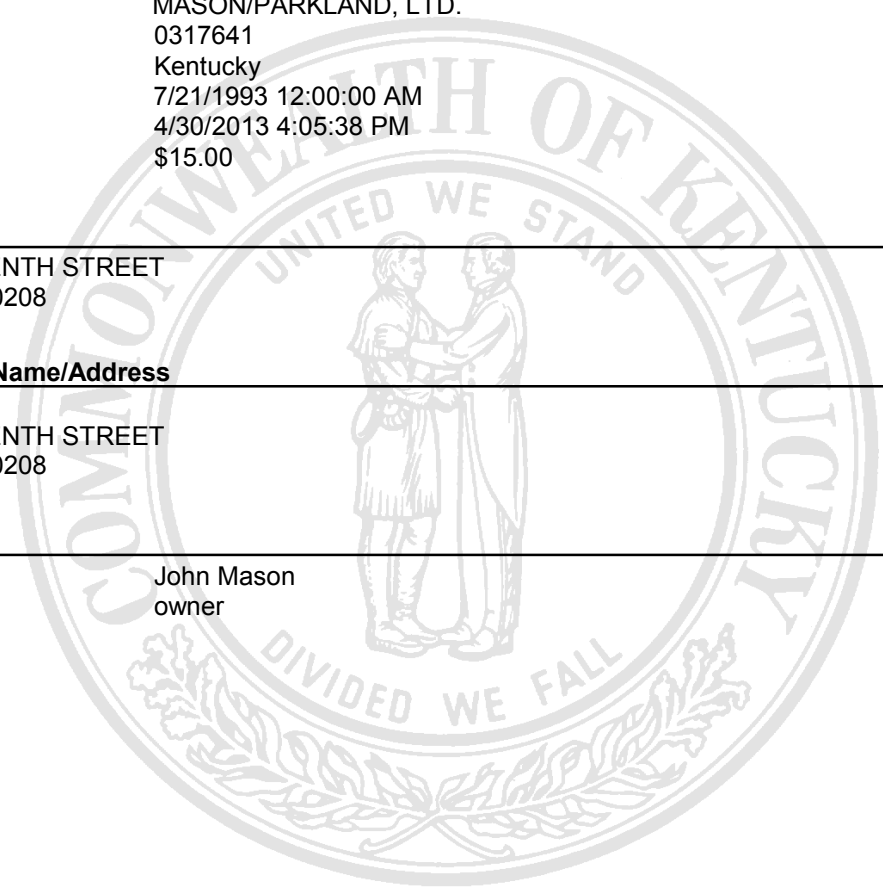 MASON/PARKLAND, LTD.
0317641
Kentucky
7/21/1993 12:00:00 AM
4/30/2013 4:05:38 PM
$15.00
COMMONWEALTH OF KENTUCKY
UNITED WE STAND
NTH STREET
0208
Name/Address
NTH STREET
0208
John Mason
owner
DIVIDED WE FALL